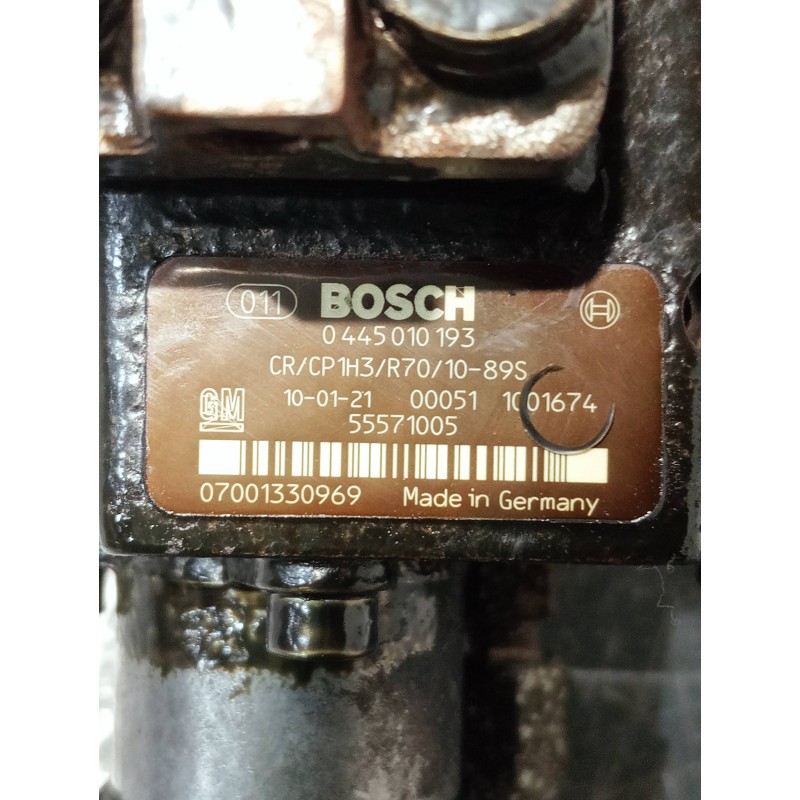 011 BOSCH
0 445 010 193
CR/CP1H3/R70/10-89S
GM 10-01-21 00051 1001674
55571005
07001330969 Made in Germany